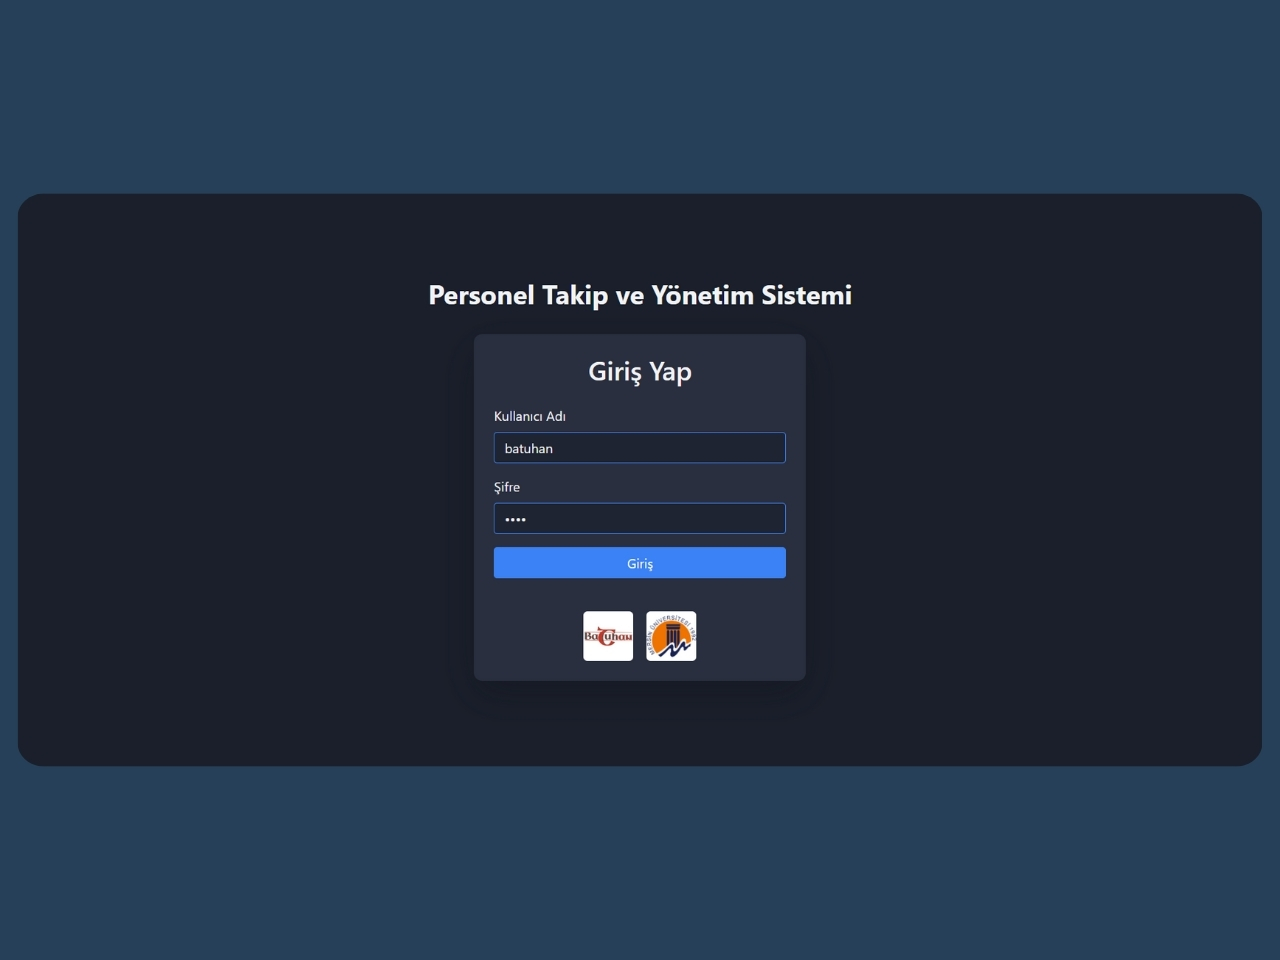 Personel Takip ve Yönetim Sistemi
Giriş Yap
Kullanıcı Adı
batuhan
Şifre
••••
Giriş
Batuhan
MERSİN ÜNİVERSİTESİ 1992